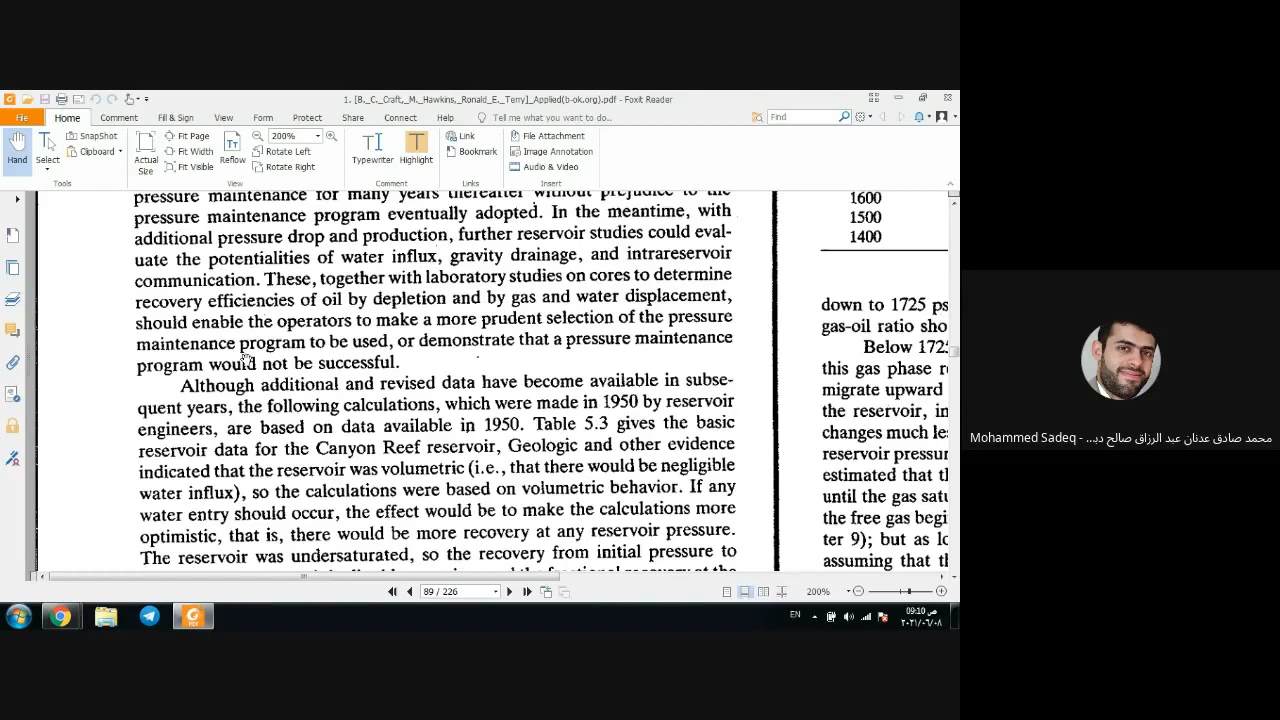 1. [B._C._Craft,_M._Hawkins,_Ronald_E._Terry]_Applied(b-ok.org).pdf - Foxit Reader
File Home Comment Fill & Sign Form Protect Share Connect Help Tell me what you want to do... Find
Hand
Select
SnapShot
Clipboard
Actual Size
Fit Page
Fit Width
Fit Visible
Reflow
200%
Rotate Left
Rotate Right
Typewriter
Highlight
Link
Bookmark
File Attachment
Image Annotation
Audio & Video
Tools View Comment Links Insert
pressure maintenance for many years thereafter without prejudice to the
pressure maintenance program eventually adopted. In the meantime, with
additional pressure drop and production, further reservoir studies could eval-
uate the potentialities of water influx, gravity drainage, and intrareservoir
communication. These, together with laboratory studies on cores to determine
recovery efficiencies of oil by depletion and by gas and water displacement,
should enable the operators to make a more prudent selection of the pressure
maintenance program to be used, or demonstrate that a pressure maintenance
program would not be successful.
Although additional and revised data have become available in subse-
quent years, the following calculations, which were made in 1950 by reservoir
engineers, are based on data available in 1950. Table 5.3 gives the basic
reservoir data for the Canyon Reef reservoir, Geologic and other evidence
indicated that the reservoir was volumetric (i.e., that there would be negligible
water influx), so the calculations were based on volumetric behavior. If any
water entry should occur, the effect would be to make the calculations more
optimistic, that is, there would be more recovery at any reservoir pressure.
The reservoir was undersaturated, so the recovery from initial pressure to
1600
1500
1400
down to 1725 ps
gas-oil ratio sho
Below 172
this gas phase r
migrate upward
the reservoir, in
changes much le
reservoir pressur
estimated that t
until the gas satu
the free gas begi
ter 9); but as lo
assuming that th
89 / 226
200%
EN
09:10 ص
٢٠٢١/٠٦/٠٨
Mohammed Sadeq - محمد صادق عدنان عبد الرزاق صالح دبـ...